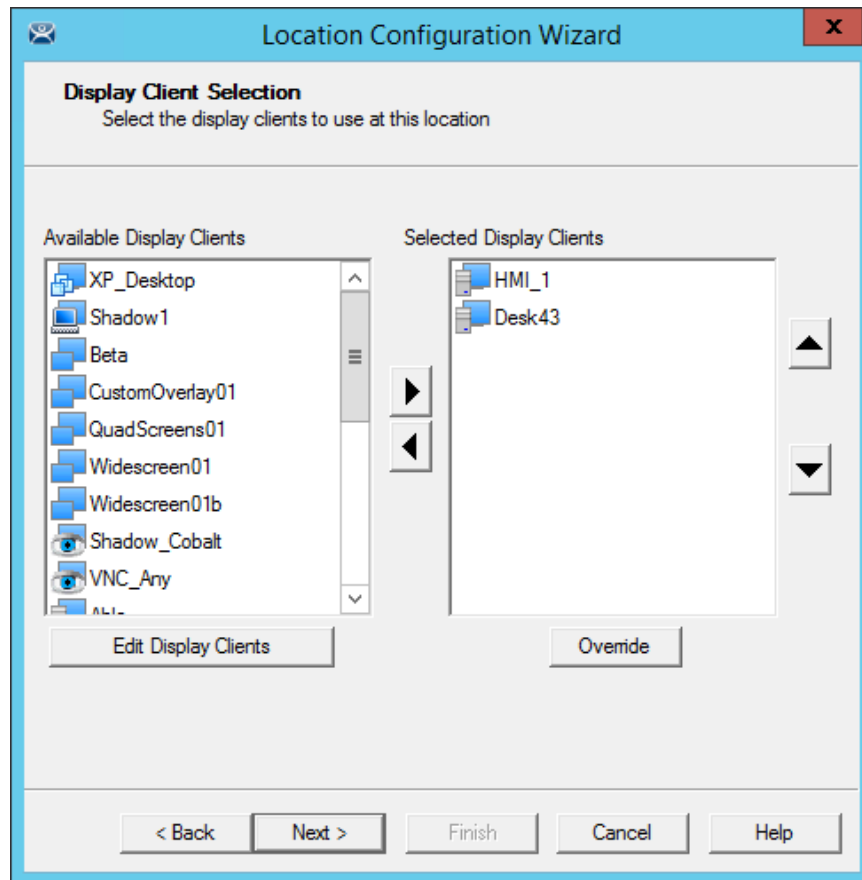 Location Configuration Wizard
x
Display Client Selection
Select the display clients to use at this location
Available Display Clients
XP_Desktop
Shadow1
Beta
CustomOverlay01
QuadScreens01
Widescreen01
Widescreen01b
Shadow_Cobalt
VNC_Any
Edit Display Clients
Selected Display Clients
HMI_1
Desk43
Override
< Back
Next >
Finish
Cancel
Help